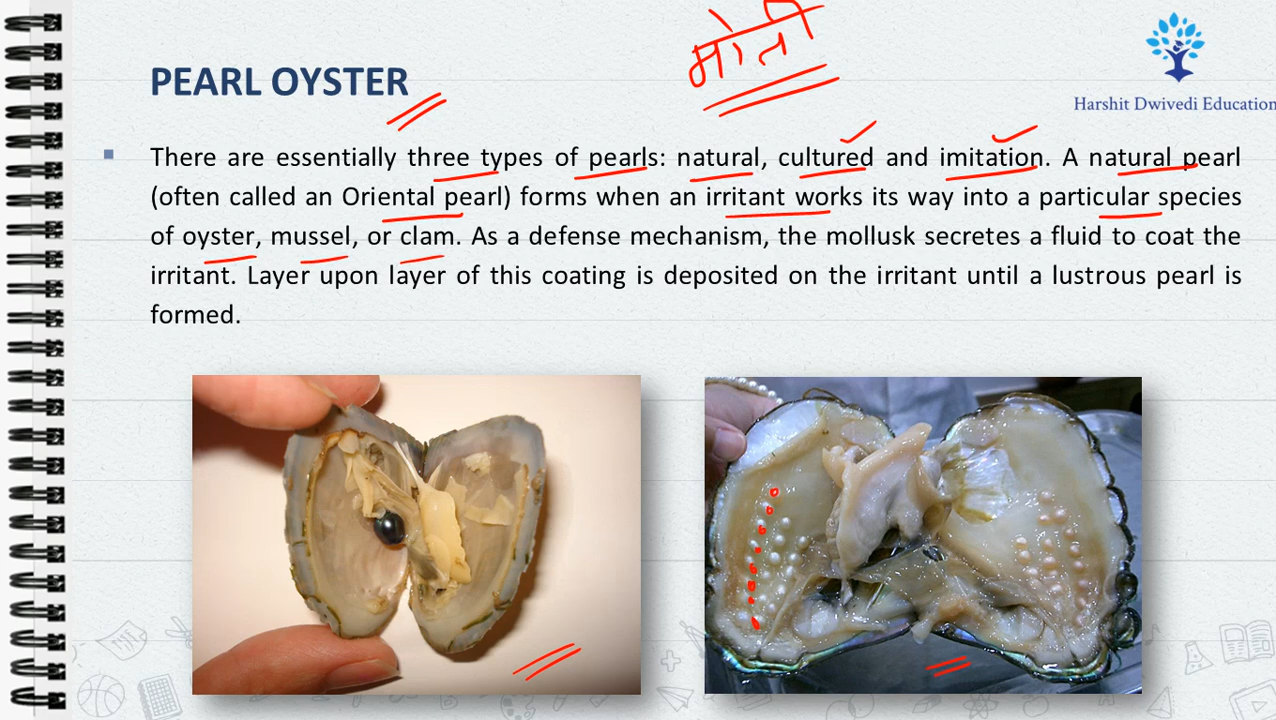 मोती
Harshit Dwivedi Education
PEARL OYSTER
There are essentially three types of pearls: natural, cultured and imitation. A natural pearl
(often called an Oriental pearl) forms when an irritant works its way into a particular species
of oyster, mussel, or clam. As a defense mechanism, the mollusk secretes a fluid to coat the
irritant. Layer upon layer of this coating is deposited on the irritant until a lustrous pearl is
formed.